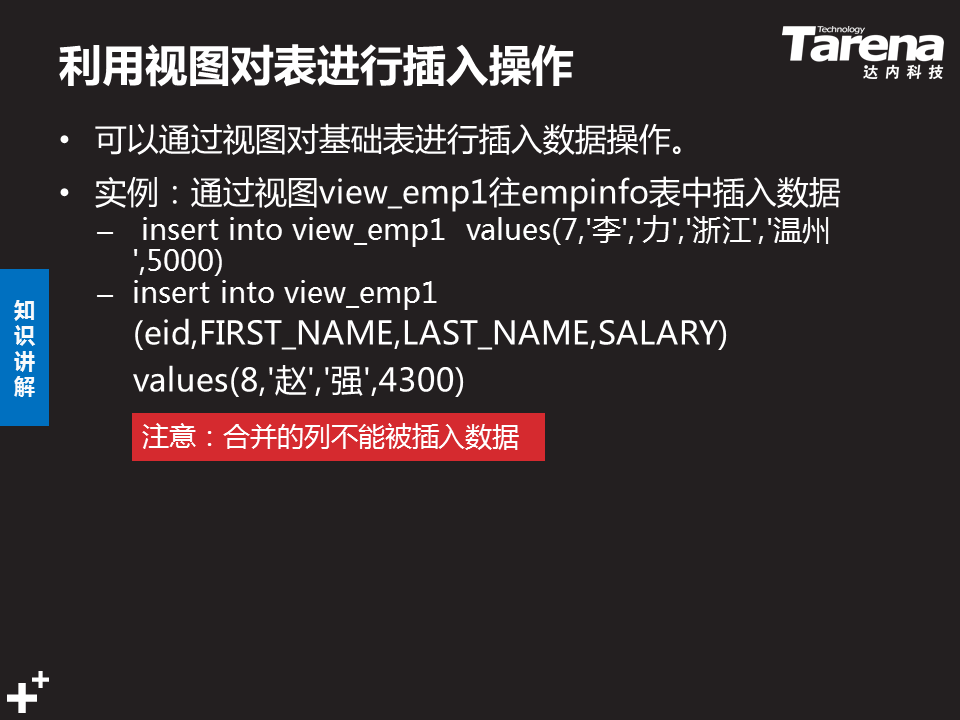 利用视图对表进行插入操作
Technology
Tarena
达内科技
• 可以通过视图对基础表进行插入数据操作。
• 实例：通过视图view_emp1往empinfo表中插入数据
– insert into view_emp1 values(7,'李','力','浙江','温州
',5000)
– insert into view_emp1
(eid,FIRST_NAME,LAST_NAME,SALARY)
values(8,'赵','强',4300)
知识讲解
注意：合并的列不能被插入数据